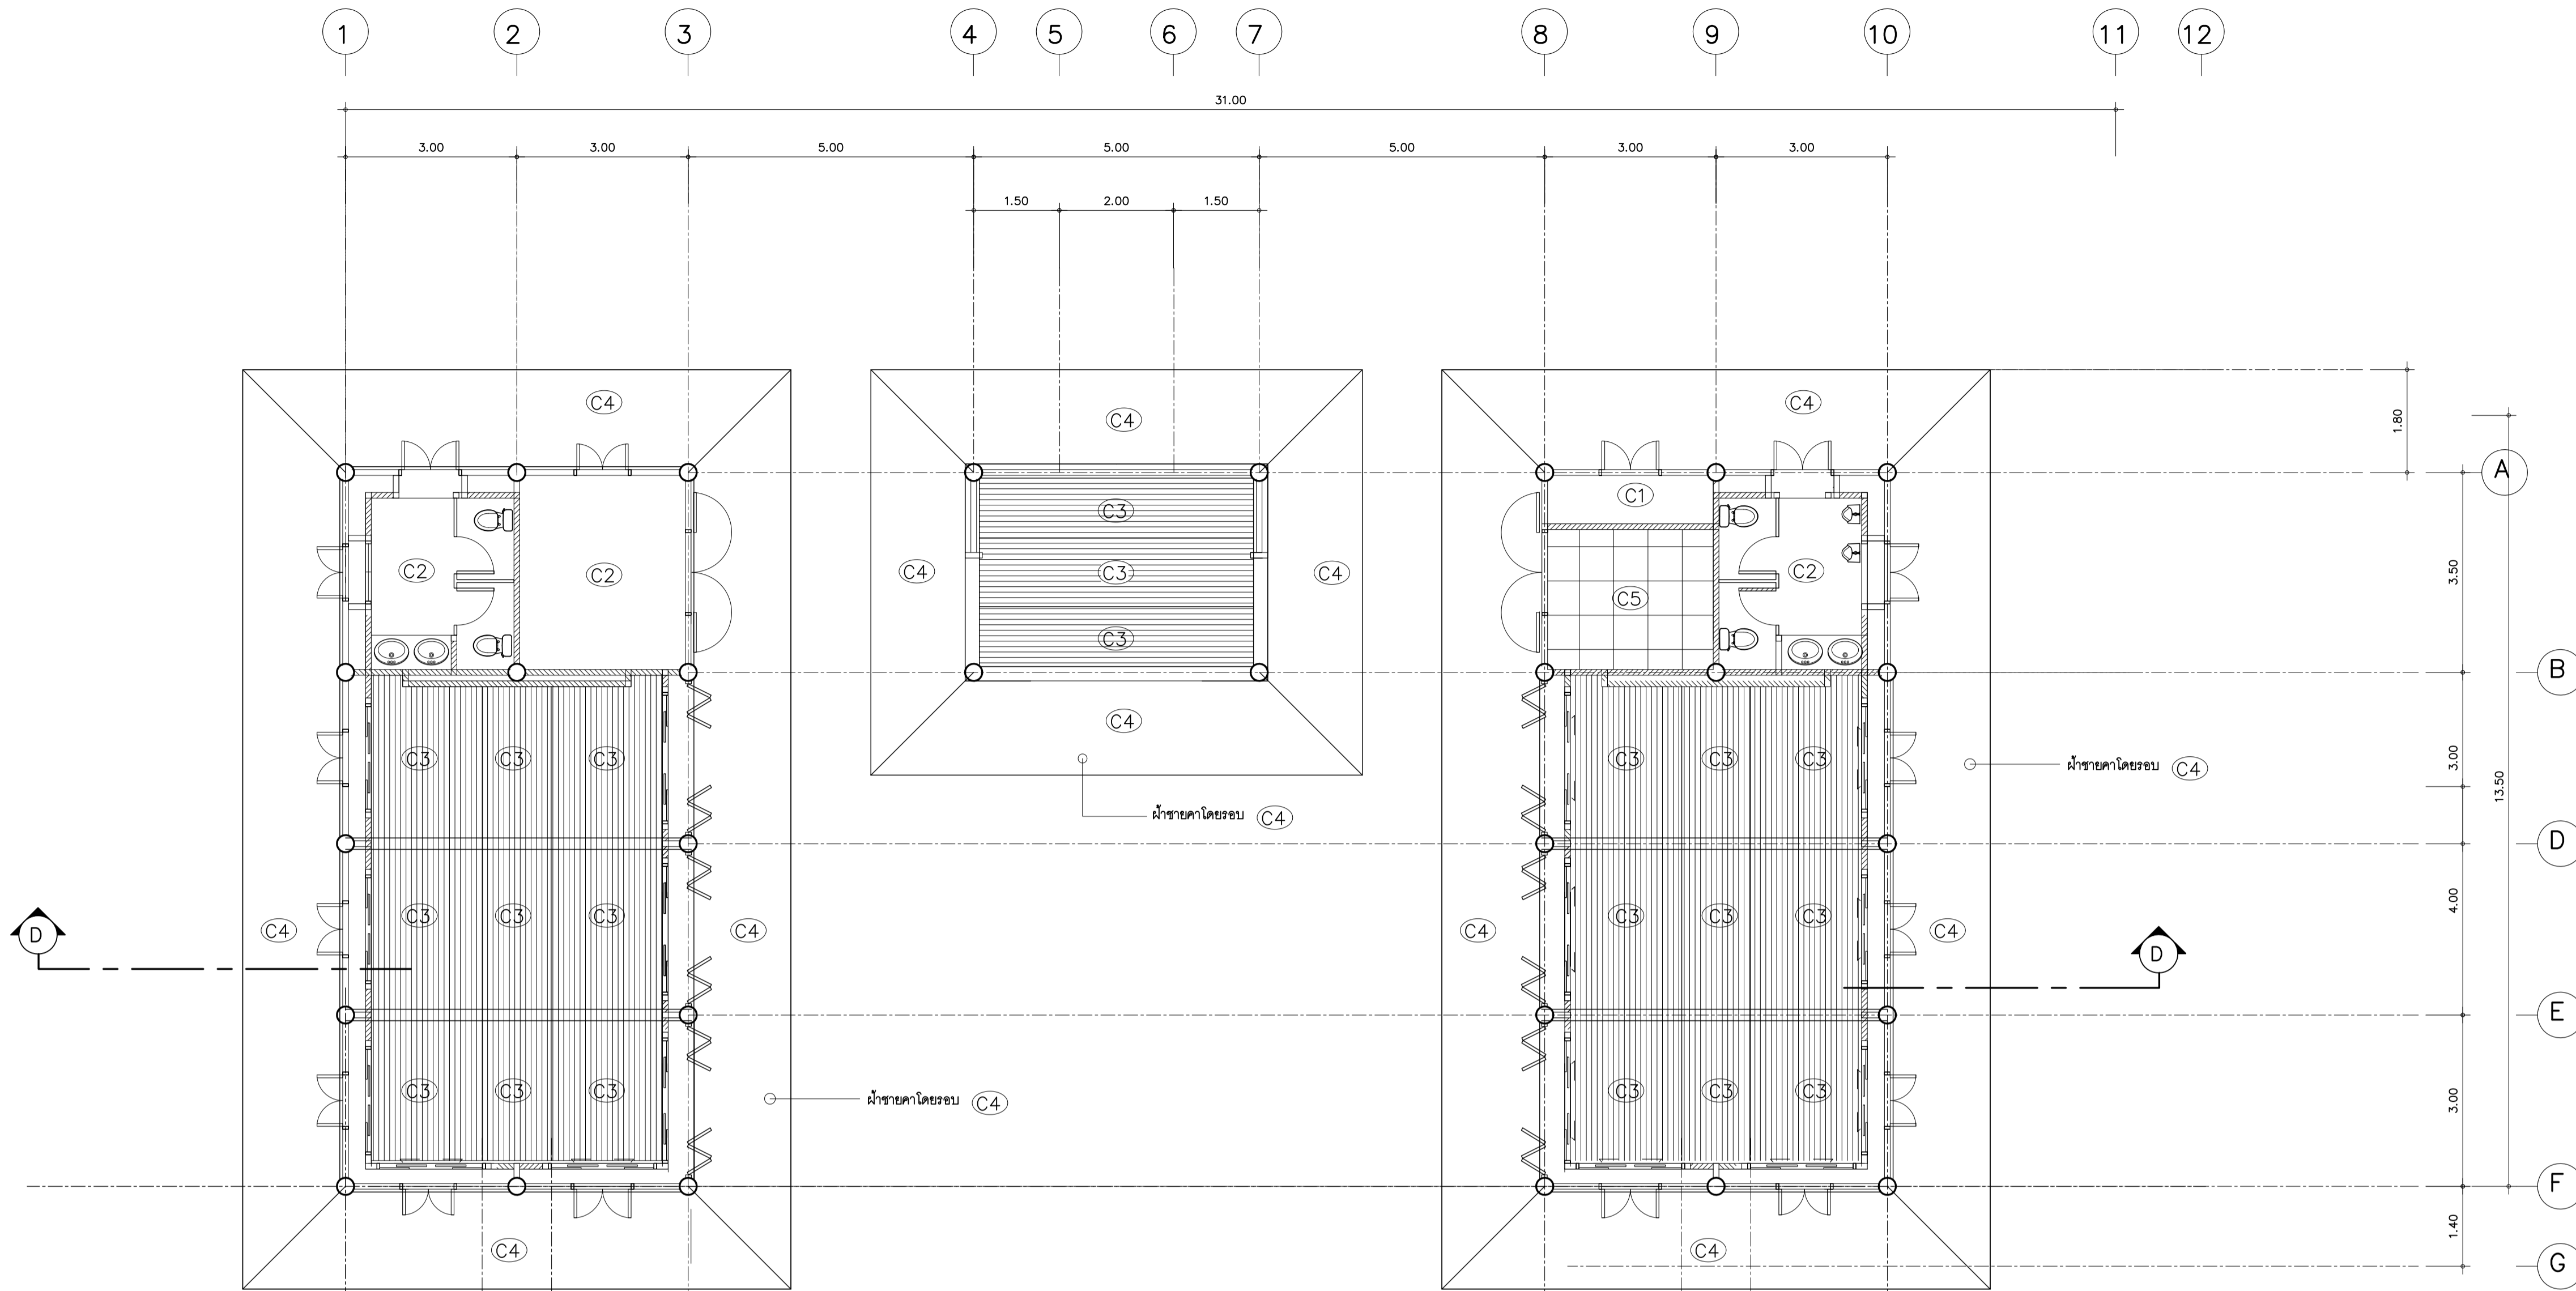 1 2 3 4 5 6 7 8 9 10 11 12
31.00
3.00 3.00 5.00 5.00 5.00 3.00 3.00
1.50 2.00 1.50
C4 C4 C4
1.80
A
C3 C1
C2 C2 C4 C3 C4 C5 C2 3.50
C3
B
C4
C3 C3 C3 C3 C3 C3 ฝ้าชายคาโดยรอบ C4 3.00
13.50
ฝ้าชายคาโดยรอบ C4
D
C3 C3 C3 C3 C3 C3 4.00
D C4 C4 C4 C4 D
E
C3 C3 C3 ฝ้าชายคาโดยรอบ C4 C3 C3 C3 3.00
F
C4 C4 1.40
G